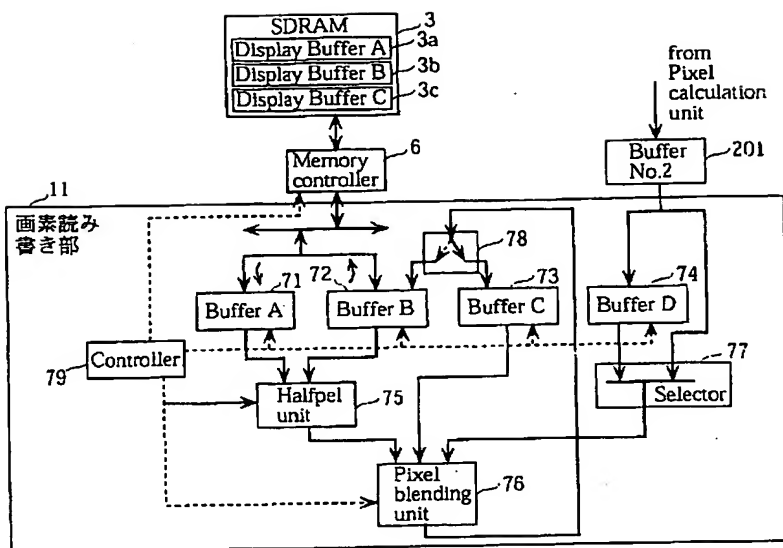 SDRAM
3
Display Buffer A
3a
Display Buffer B
3b
Display Buffer C
3c
from
Pixel
calculation
unit
Memory
controller
6
Buffer
No.2
201
11
画素読み
書き部
78
71
Buffer A
72
Buffer B
73
Buffer C
74
Buffer D
Controller
79
77
Selector
Halfpel
unit
75
Pixel
blending
unit
76